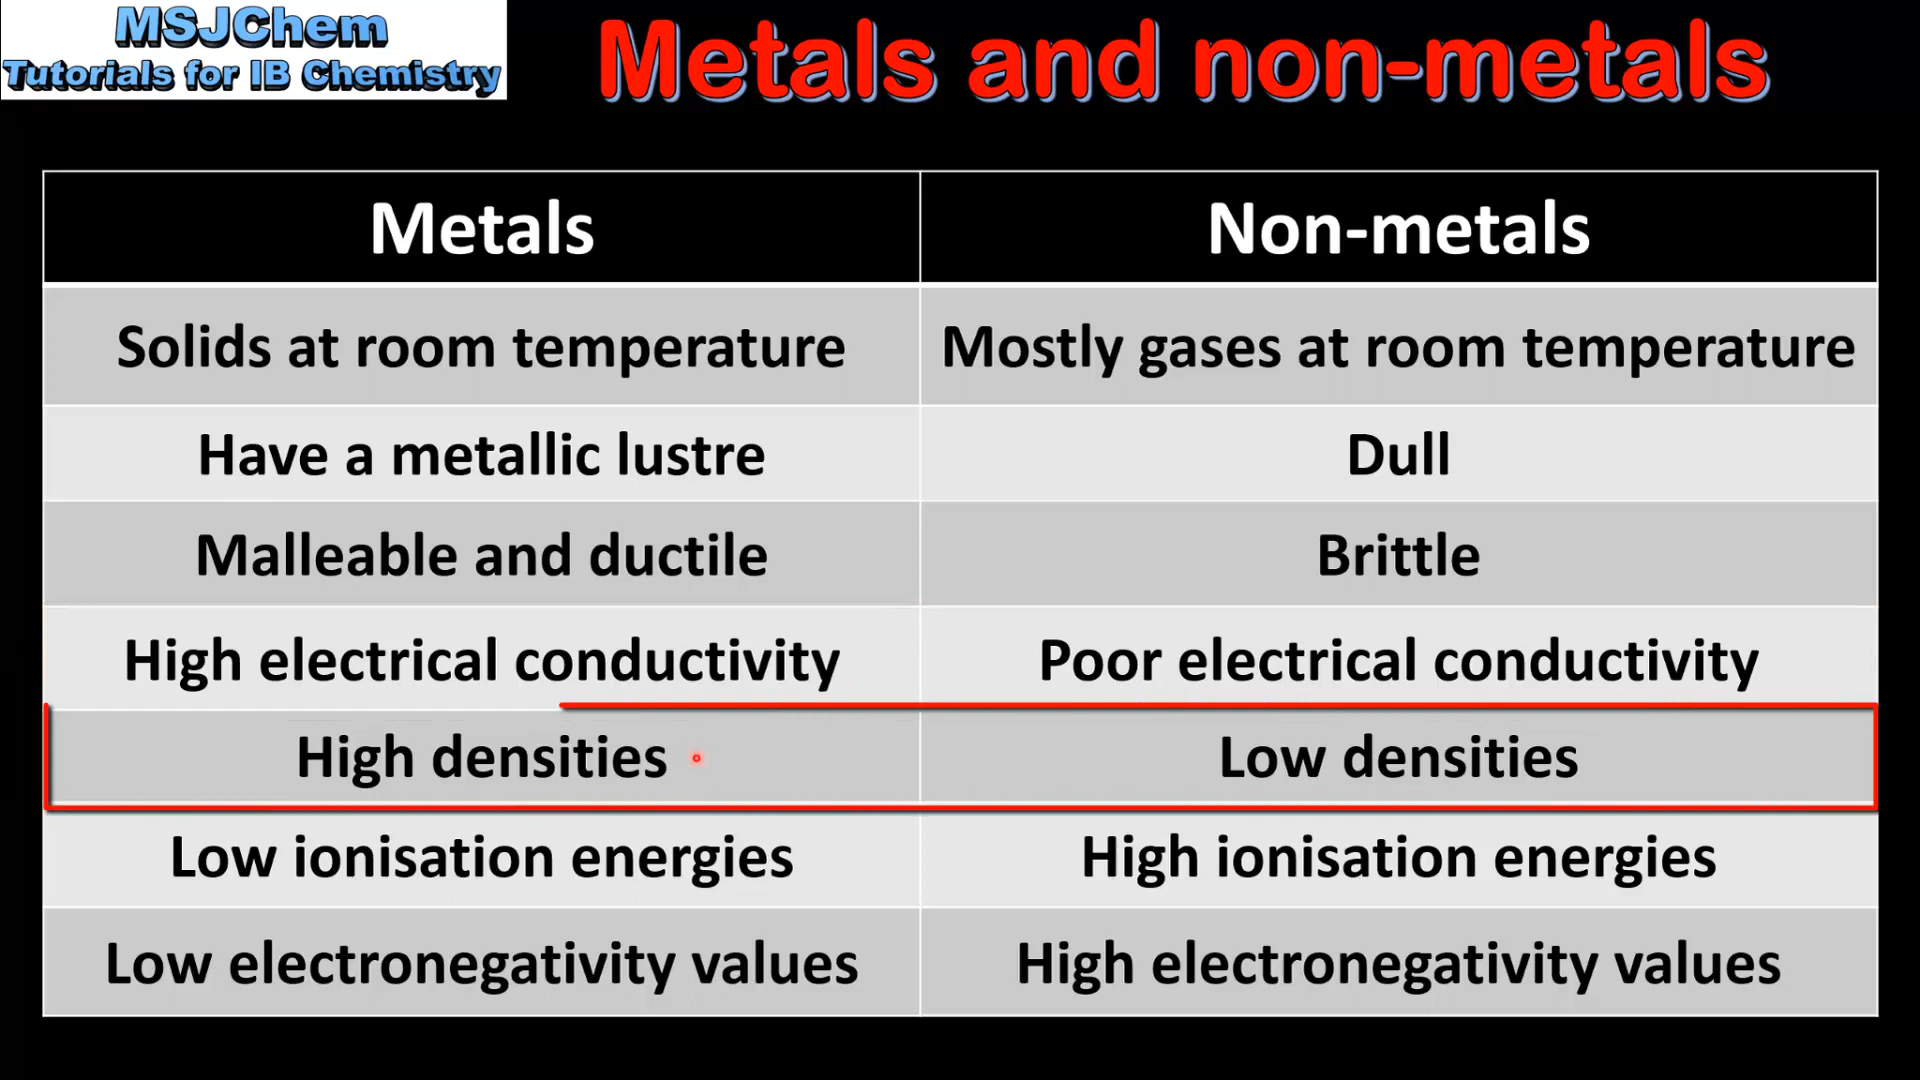 MSJChem
Tutorials for IB Chemistry
Metals and non-metals
Metals
Non-metals
Solids at room temperature
Mostly gases at room temperature
Have a metallic lustre
Dull
Malleable and ductile
Brittle
High electrical conductivity
Poor electrical conductivity
High densities
Low densities
Low ionisation energies
High ionisation energies
Low electronegativity values
High electronegativity values